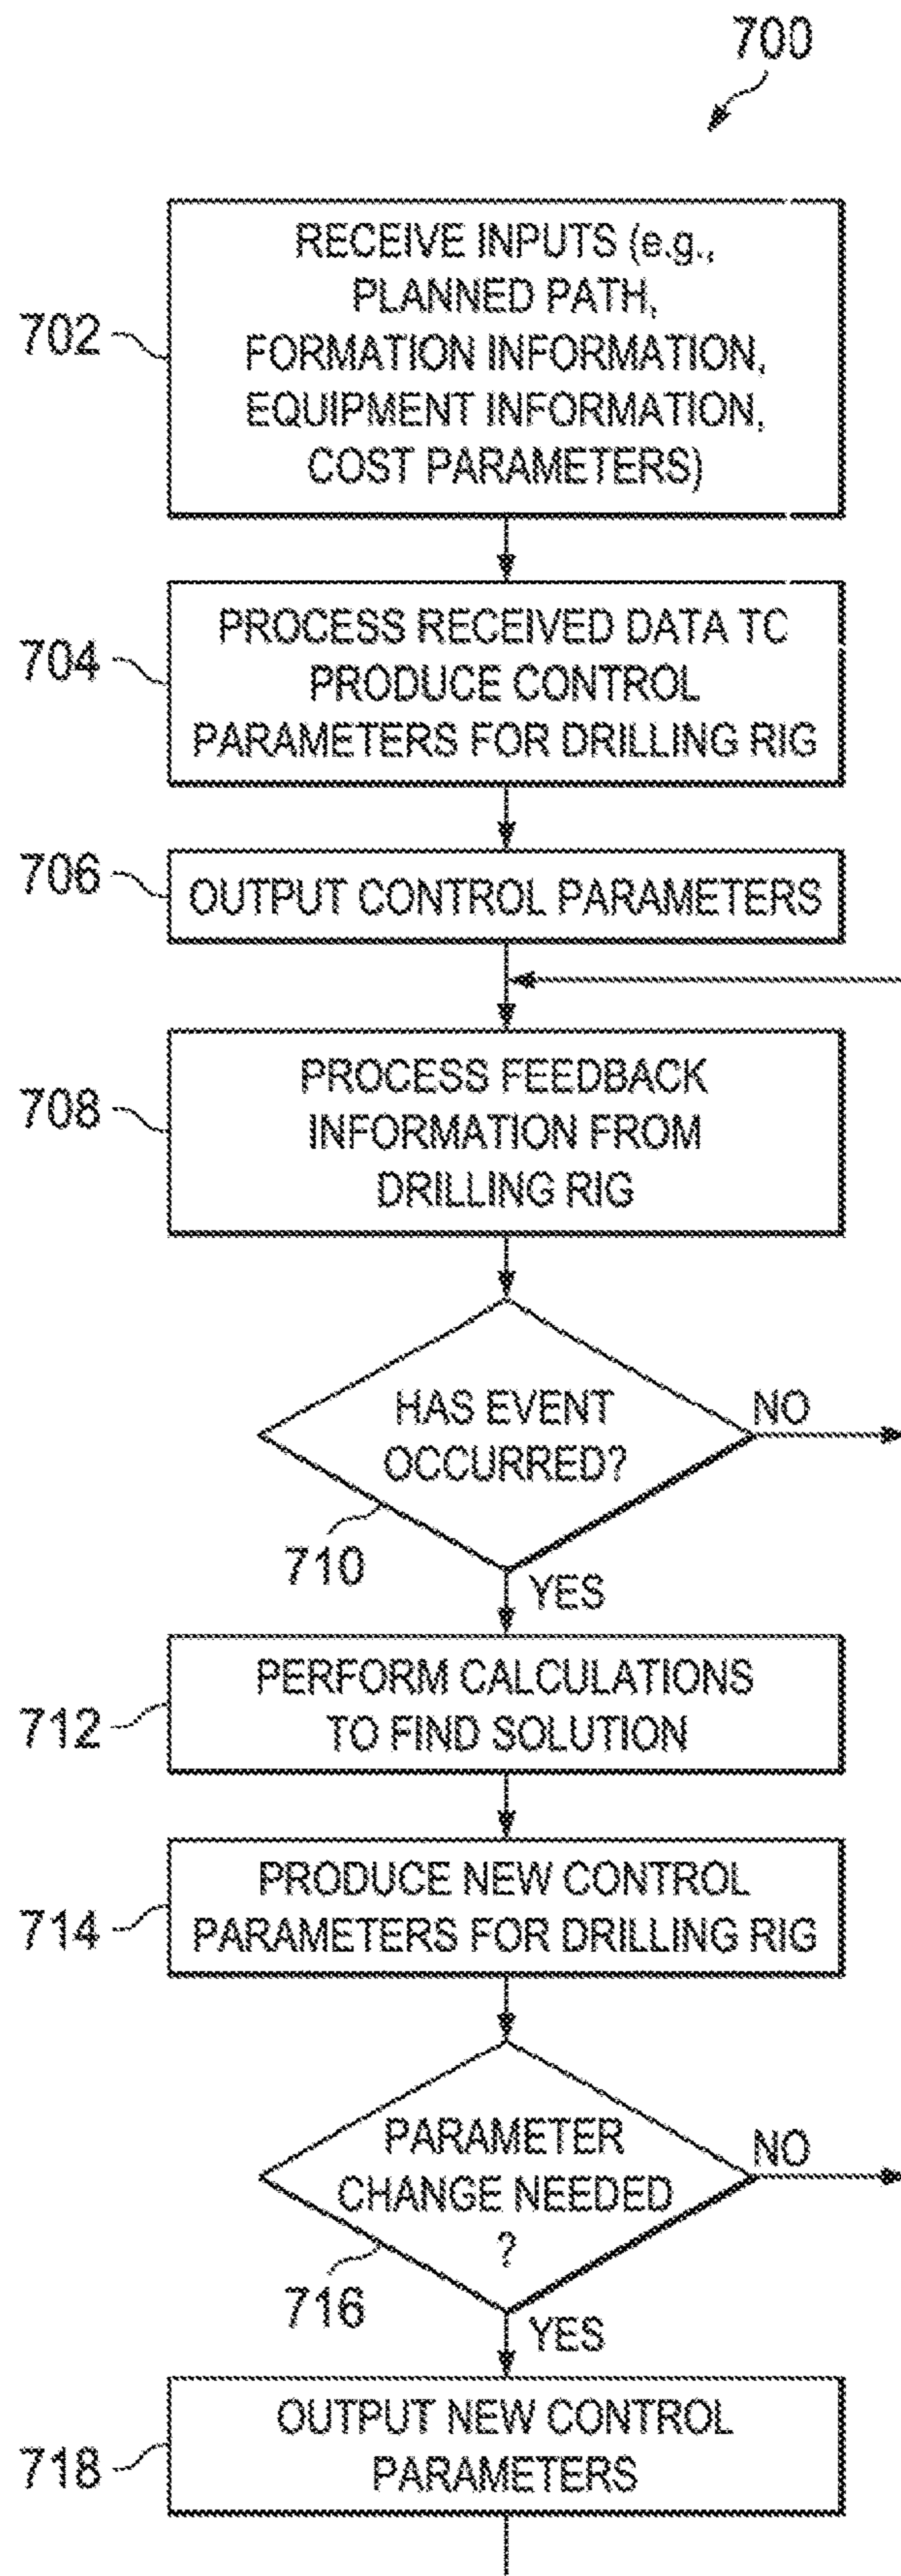 700
702
RECEIVE INPUTS (e.g.,
PLANNED PATH,
FORMATION INFORMATION,
EQUIPMENT INFORMATION,
COST PARAMETERS)
704
PROCESS RECEIVED DATA TO
PRODUCE CONTROL
PARAMETERS FOR DRILLING RIG
706
OUTPUT CONTROL PARAMETERS
708
PROCESS FEEDBACK
INFORMATION FROM
DRILLING RIG
HAS EVENT
OCCURRED?
NO
710
YES
712
PERFORM CALCULATIONS
TO FIND SOLUTION
714
PRODUCE NEW CONTROL
PARAMETERS FOR DRILLING RIG
PARAMETER
CHANGE NEEDED
?
NO
716
YES
718
OUTPUT NEW CONTROL
PARAMETERS